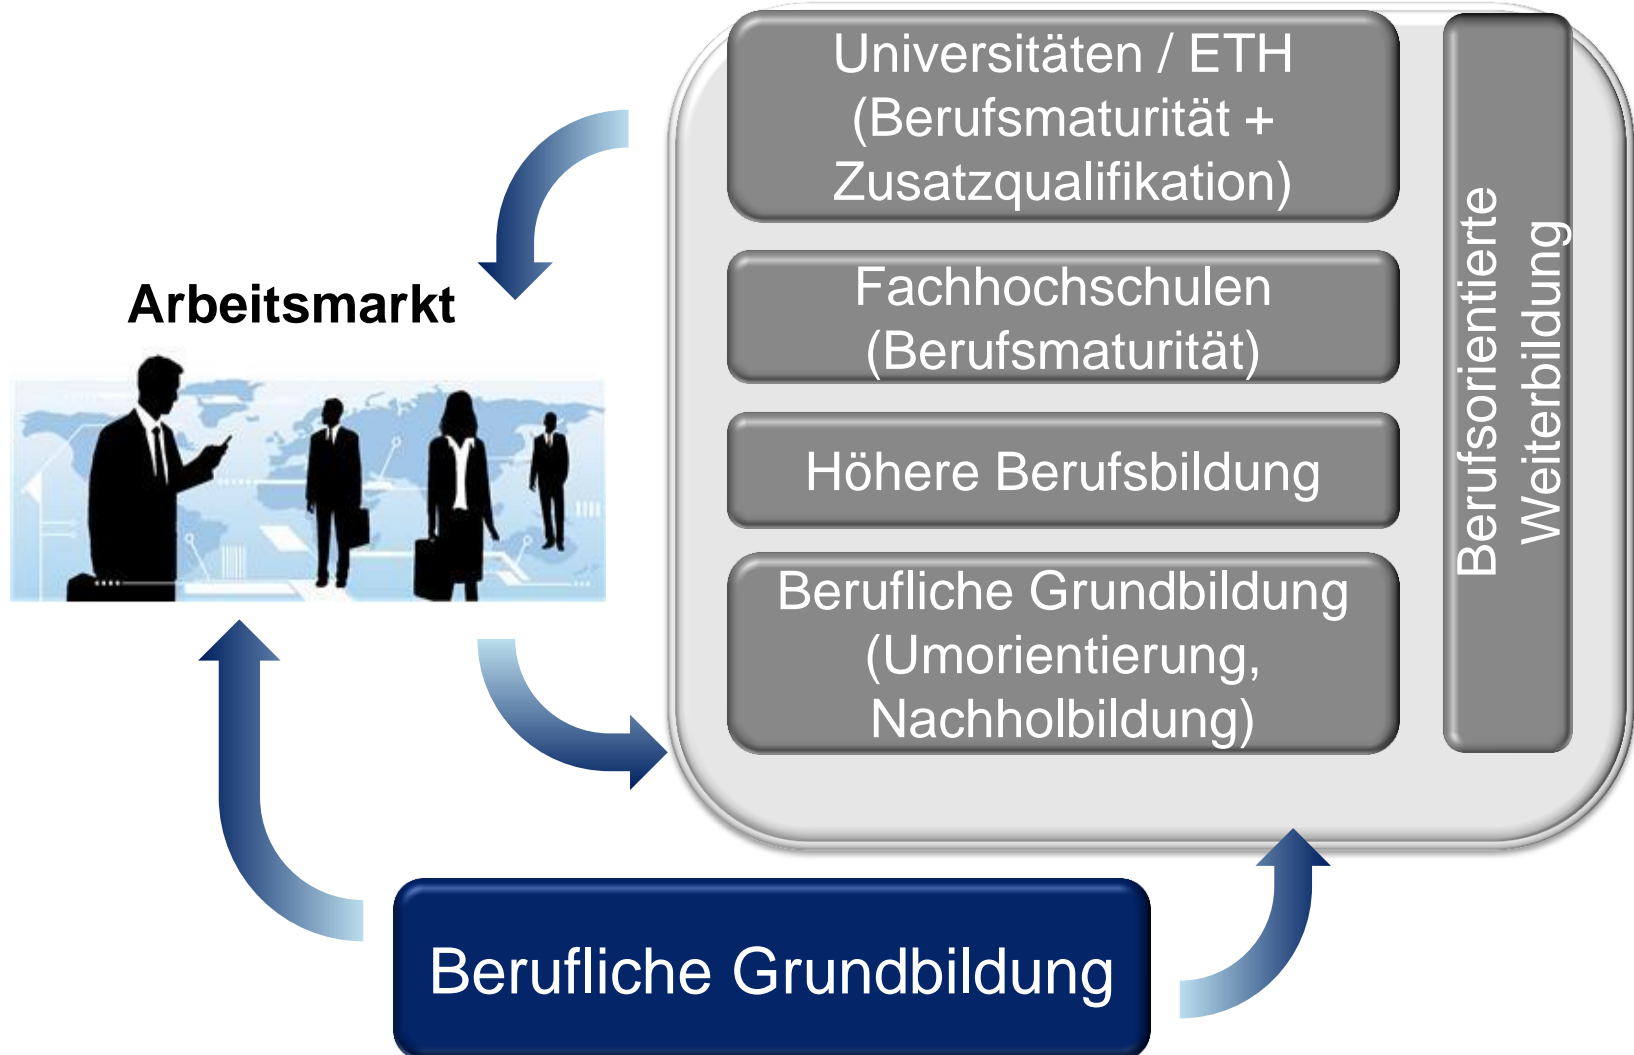 Universitäten / ETH
(Berufsmaturität +
Zusatzqualifikation)
Fachhochschulen
(Berufsmaturität)
Höhere Berufsbildung
Berufliche Grundbildung
(Umorientierung,
Nachholbildung)
Berufsorientierte
Weiterbildung
Arbeitsmarkt
Berufliche Grundbildung